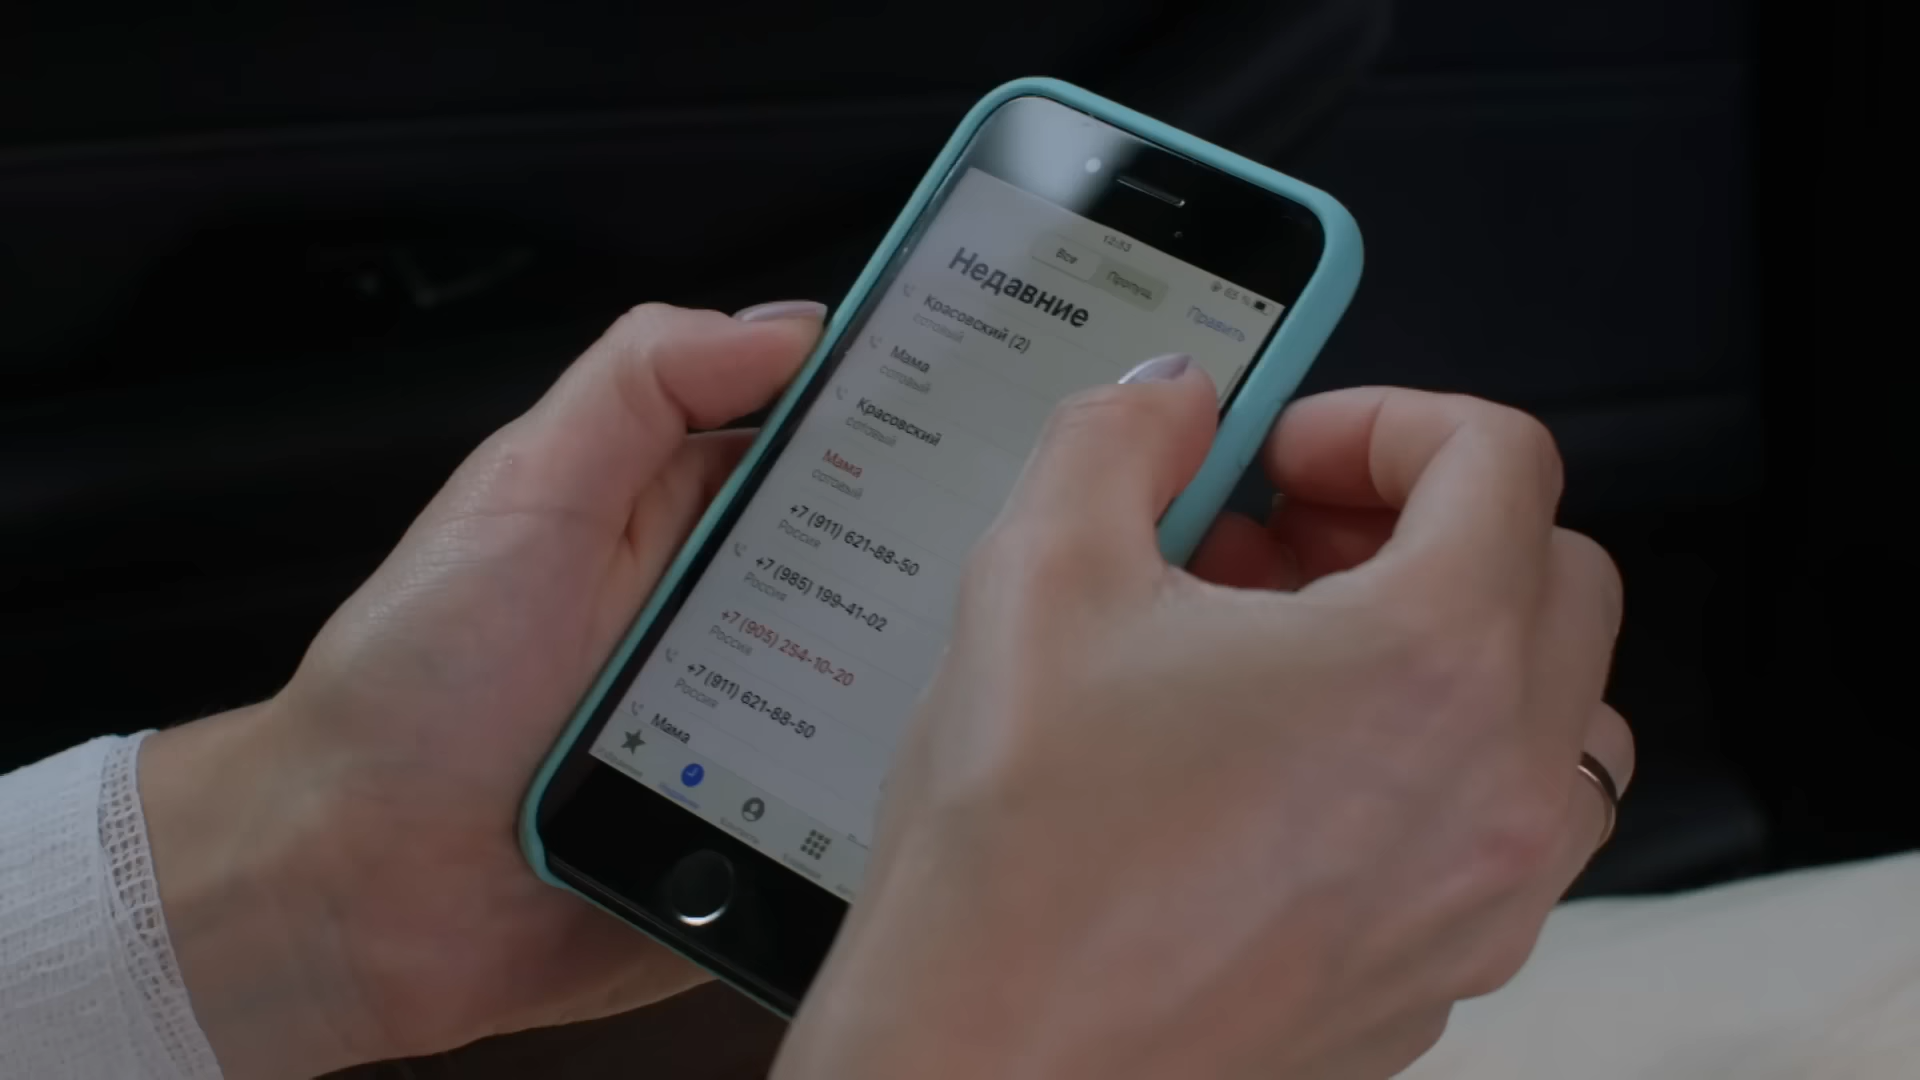 12:53
Все
Пропущ.
Править
Недавние
Красовский (2)
сотовый
Мама
сотовый
Красовский
сотовый
Мама
сотовый
+7 (911) 621-88-50
Россия
+7 (985) 199-41-02
Россия
+7 (905) 254-10-20
Россия
+7 (911) 621-88-50
Россия
Мама